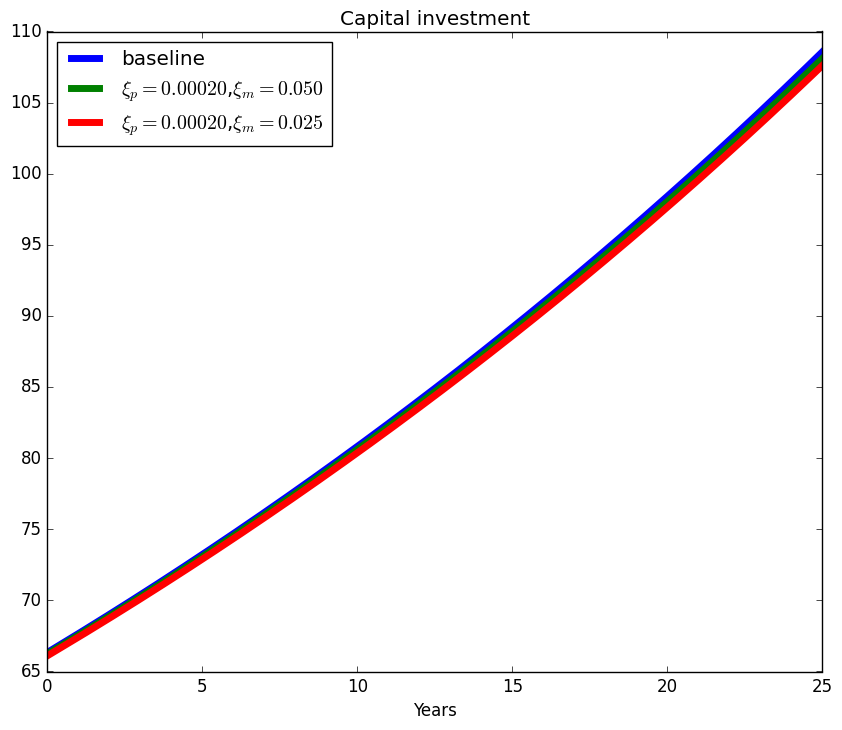 Capital investment
110
105
100
95
90
85
80
75
70
65
baseline
ξₚ = 0.00020,ξₘ = 0.050
ξₚ = 0.00020,ξₘ = 0.025
0 5 10 15 20 25
Years